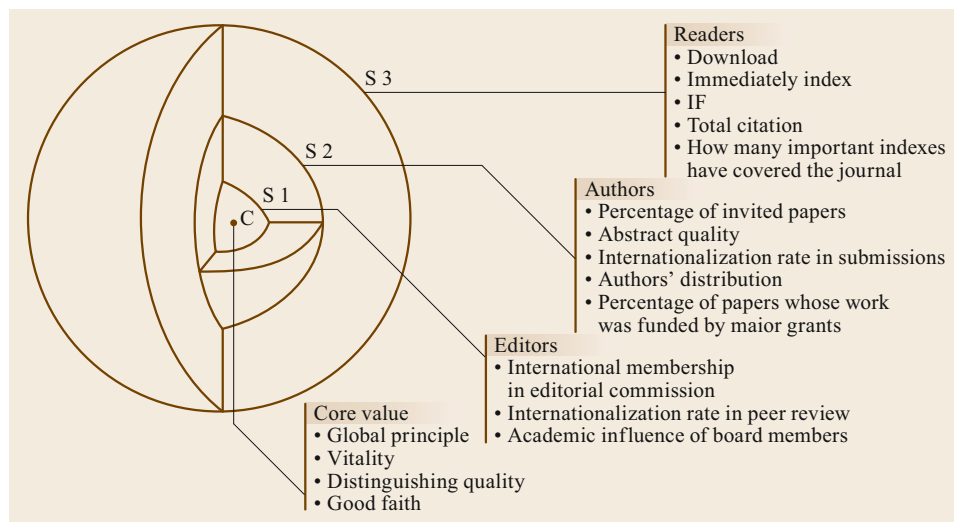 S 3
S 2
S 1
C
Readers
• Download
• Immediately index
• IF
• Total citation
• How many important indexes
have covered the journal
Authors
• Percentage of invited papers
• Abstract quality
• Internationalization rate in submissions
• Authors’ distribution
• Percentage of papers whose work
was funded by maior grants
Editors
• International membership
in editorial commission
• Internationalization rate in peer review
• Academic influence of board members
Core value
• Global principle
• Vitality
• Distinguishing quality
• Good faith